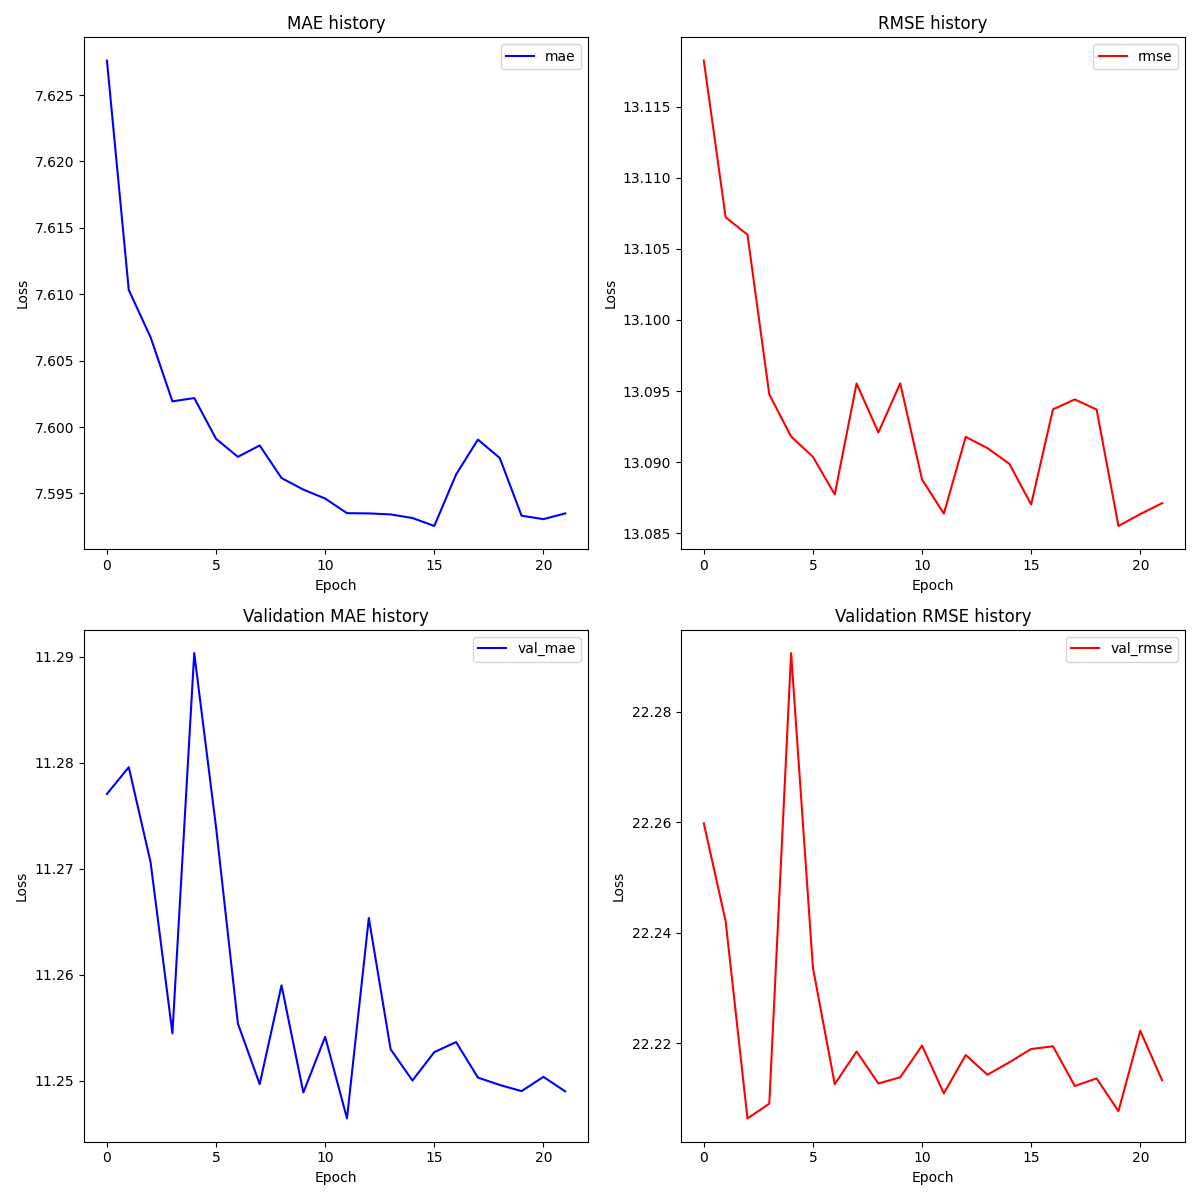 MAE history
mae
7.625
7.620
7.615
7.610
7.605
7.600
7.595
Loss
0 5 10 15 20
Epoch
RMSE history
rmse
13.115
13.110
13.105
13.100
13.095
13.090
13.085
Loss
0 5 10 15 20
Epoch
Validation MAE history
val_mae
11.29
11.28
11.27
11.26
11.25
Loss
0 5 10 15 20
Epoch
Validation RMSE history
val_rmse
22.28
22.26
22.24
22.22
Loss
0 5 10 15 20
Epoch